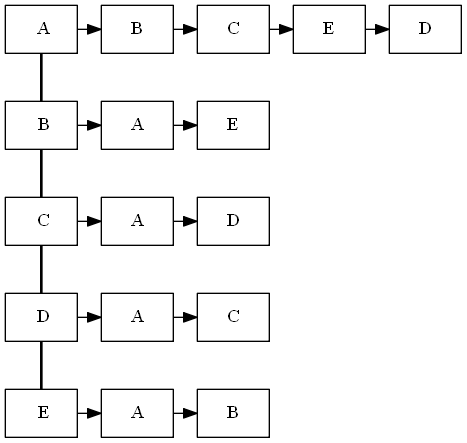 A B C E D
B A E
C A D
D A C
E A B